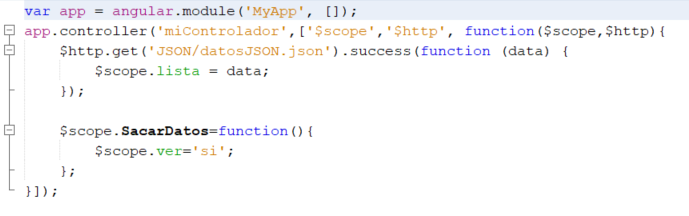 var app = angular.module('MyApp', []);
app.controller('miControlador',['$scope','$http', function($scope,$http){
    $http.get('JSON/datosJSON.json').success(function (data) {
        $scope.lista = data;
    });

    $scope.SacarDatos=function(){
        $scope.ver='si';
    };
}]);